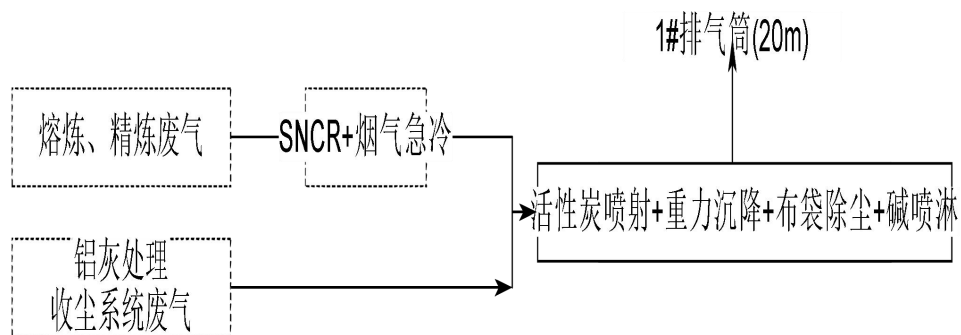 1#排气筒(20m)
熔炼、精炼废气
SNCR+烟气急冷
活性炭喷射+重力沉降+布袋除尘+碱喷淋
铝灰处理
收尘系统废气